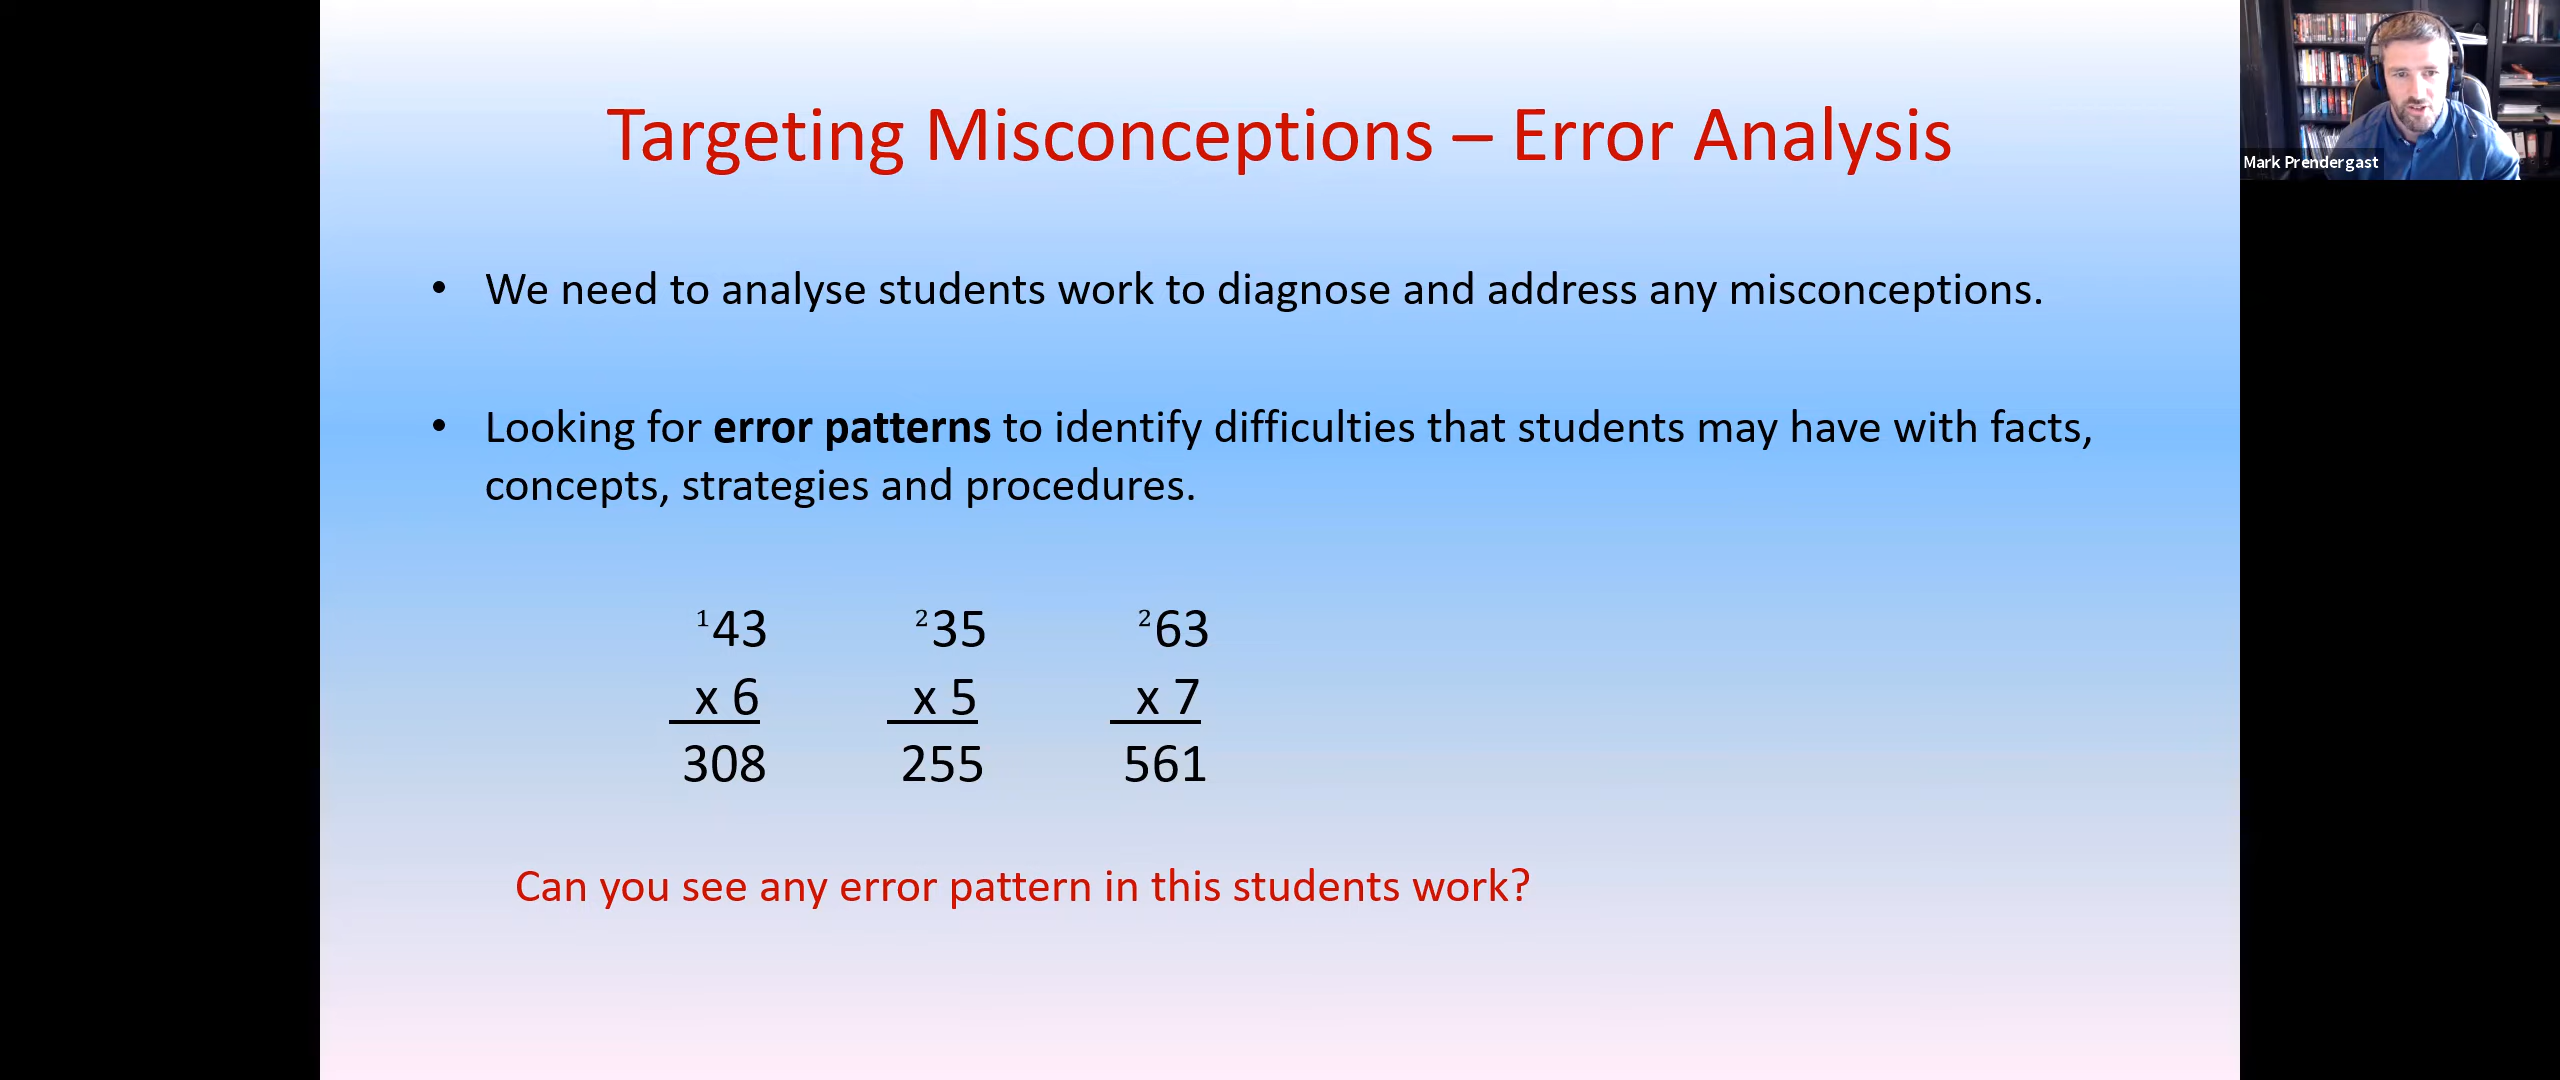 Targeting Misconceptions – Error Analysis
Mark Prendergast
• We need to analyse students work to diagnose and address any misconceptions.
• Looking for error patterns to identify difficulties that students may have with facts,
concepts, strategies and procedures.
¹43 ²35 ²63
x 6 x 5 x 7
308 255 561
Can you see any error pattern in this students work?